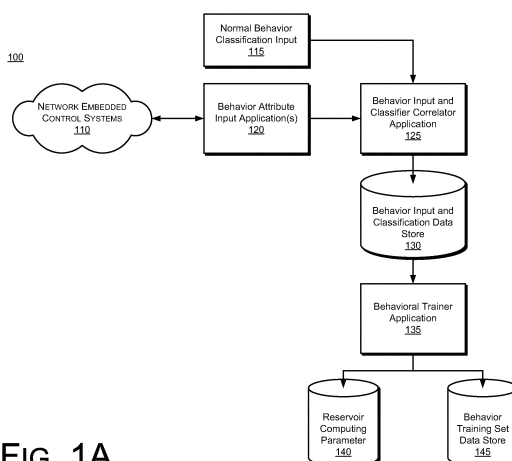 Normal Behavior
Classification Input
115
100
NETWORK EMBEDDED
CONTROL SYSTEMS
110
Behavior Attribute
Input Application(s)
120
Behavior Input and
Classifier Correlator
Application
125
Behavior Input and
Classification Data
Store
130
Behavioral Trainer
Application
135
Reservoir
Computing
Parameter
140
Behavior
Training Set
Data Store
145
FIG. 1A